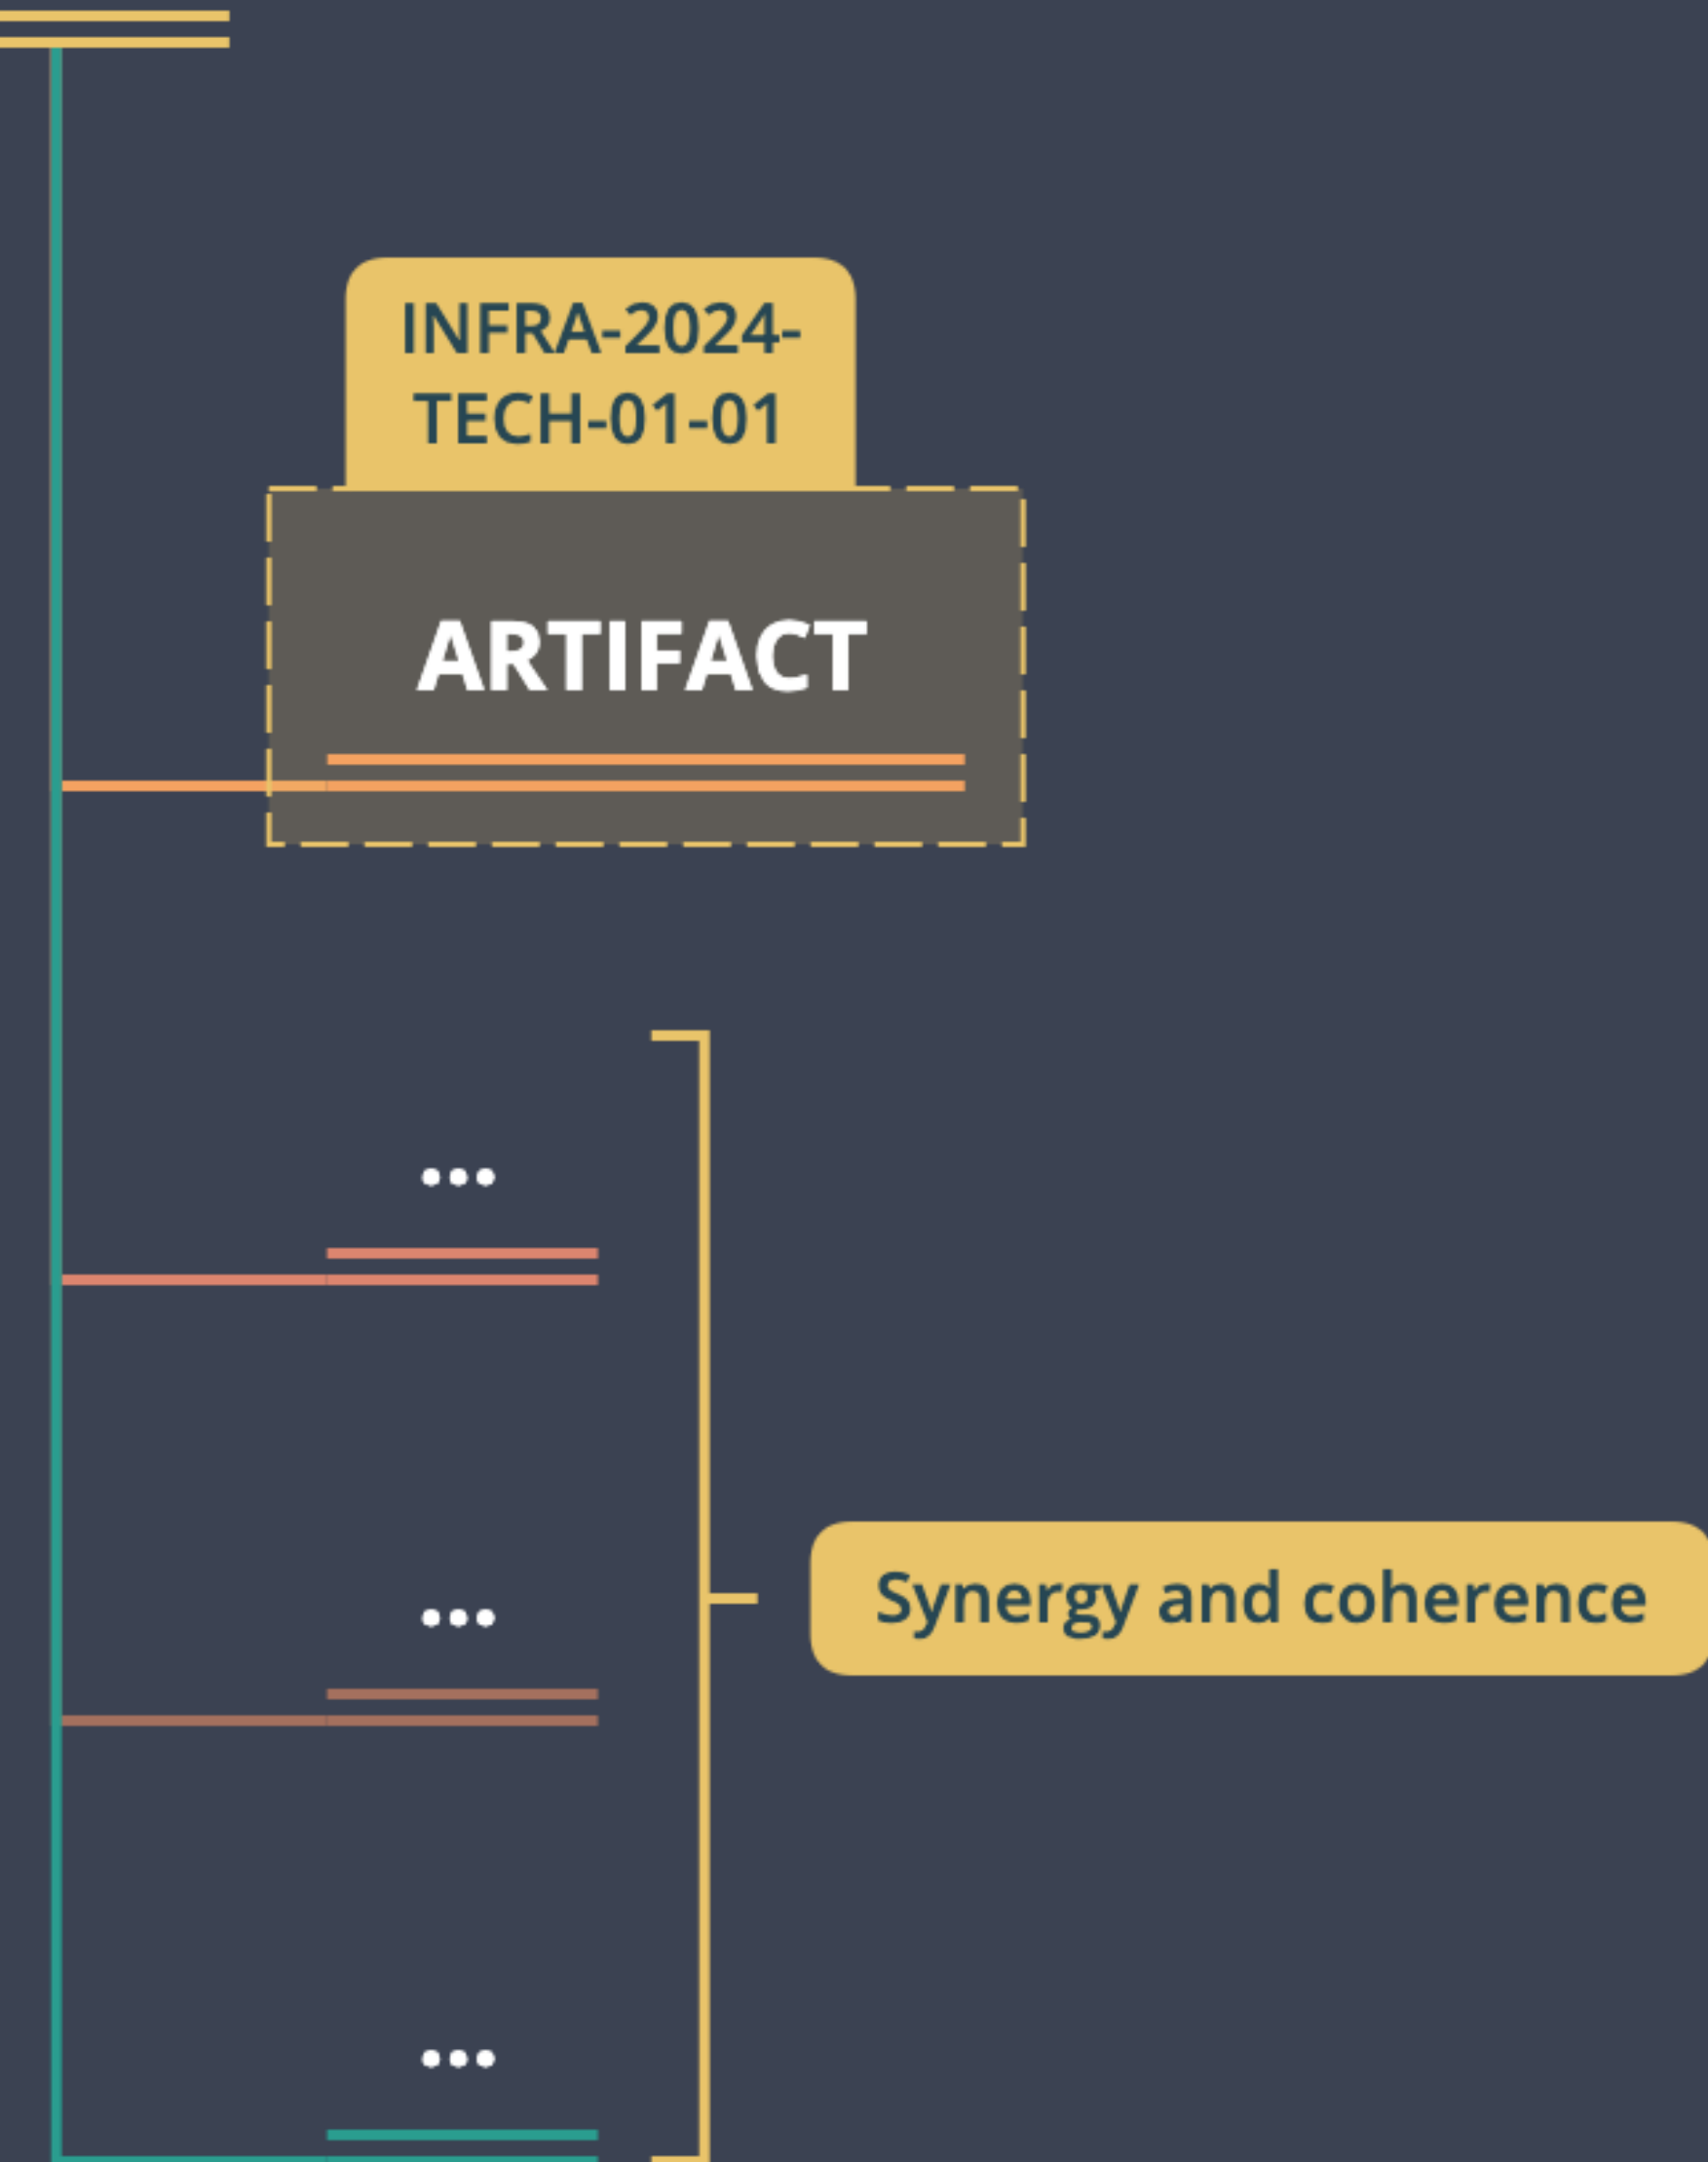 INFRA-2024-
TECH-01-01
ARTIFACT
...
...
Synergy and coherence
...